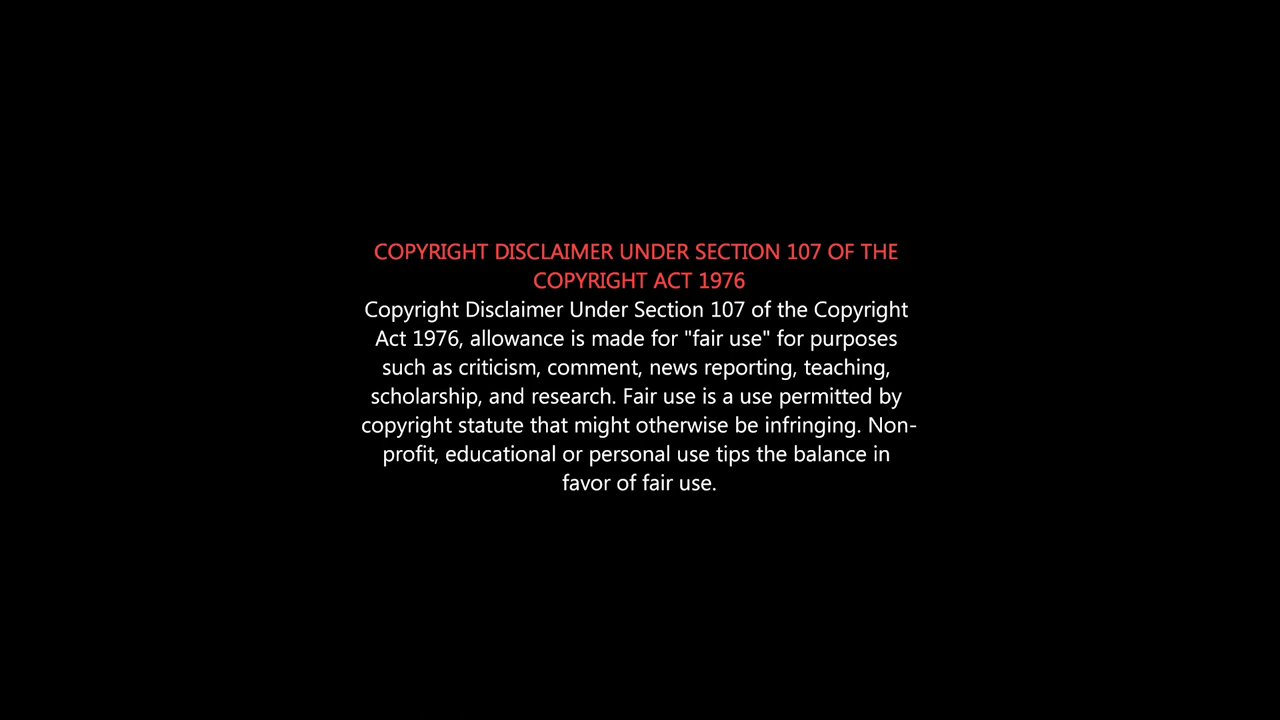 COPYRIGHT DISCLAIMER UNDER SECTION 107 OF THE
COPYRIGHT ACT 1976
Copyright Disclaimer Under Section 107 of the Copyright
Act 1976, allowance is made for "fair use" for purposes
such as criticism, comment, news reporting, teaching,
scholarship, and research. Fair use is a use permitted by
copyright statute that might otherwise be infringing. Non-
profit, educational or personal use tips the balance in
favor of fair use.